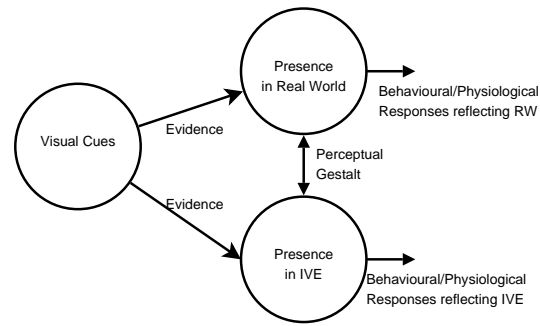 Presence
in Real World
Behavioural/Physiological
Responses reflecting RW
Visual Cues
Evidence
Perceptual
Gestalt
Evidence
Presence
in IVE
Behavioural/Physiological
Responses reflecting IVE